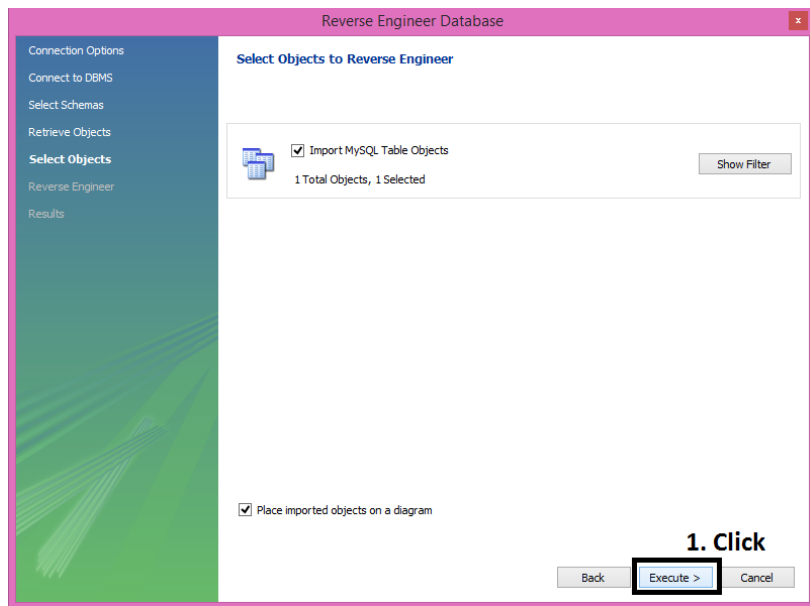 Reverse Engineer Database
x
Connection Options
Connect to DBMS
Select Schemas
Retrieve Objects
Select Objects
Reverse Engineer
Results
Select Objects to Reverse Engineer
Import MySQL Table Objects
1 Total Objects, 1 Selected
Show Filter
Place imported objects on a diagram
1. Click
Back
Execute >
Cancel